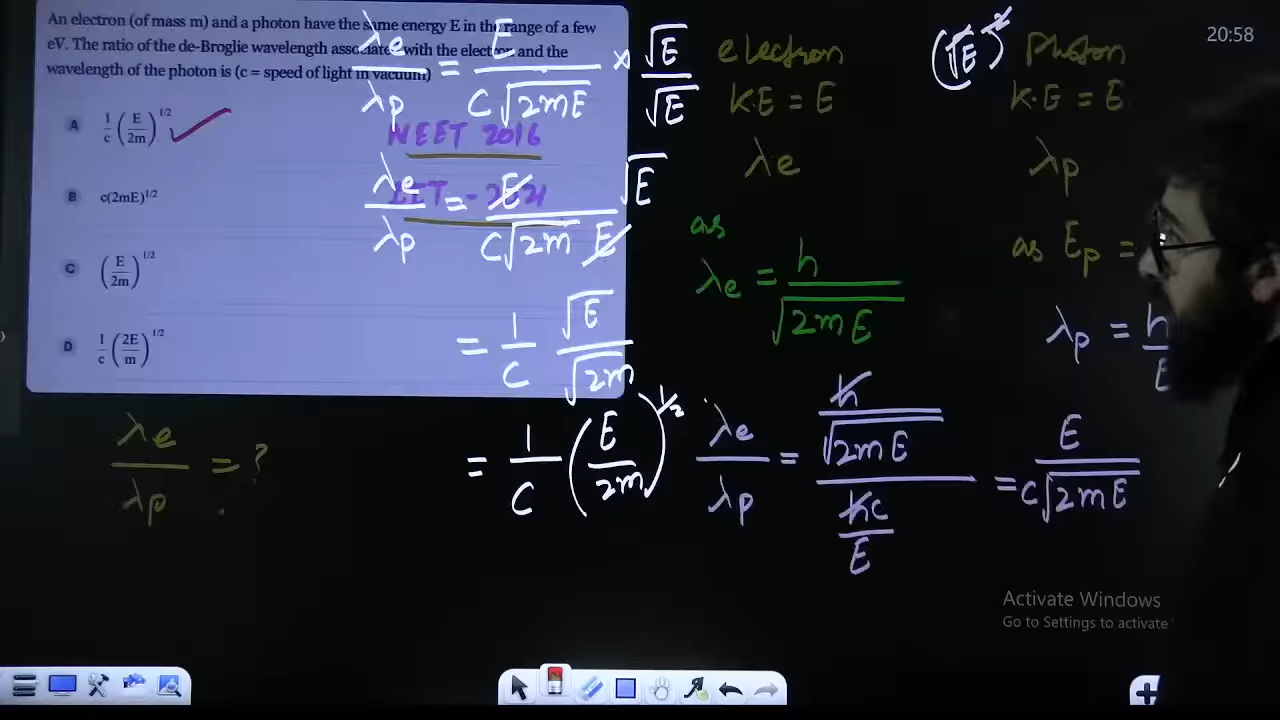 An electron (of mass m) and a photon have the same energy E in the range of a few
eV. The ratio of the de-Broglie wavelength associated with the electron and the
wavelength of the photon is (c = speed of light in vacuum)
A 1/c (E/2m)^1/2
B c(2mE)^1/2
C (E/2m)^1/2
D 1/c (2E/m)^1/2
NEET 2016
- 2021
λe/λp = E/(C√2mE) × √E/√E
λe/λp = E √E/(C√2m E)
= 1/C √E/√2m
= 1/C (E/2m)^1/2
λe/λp = ?
electron
K.E = E
λe
as
λe = h/√2mE
(√E)^2
Photon
K.E = E
λp
as Ep =
λp = h
λe/λp = (h/√2mE)/(hc/E) = E/(C√2mE)
20:58
Activate Windows
Go to Settings to activate